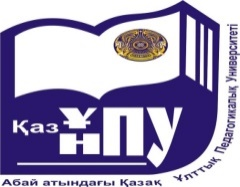 ҚазҰПУ
Абай атындағы Қазақ Ұлттық Педагогикалық Университеті